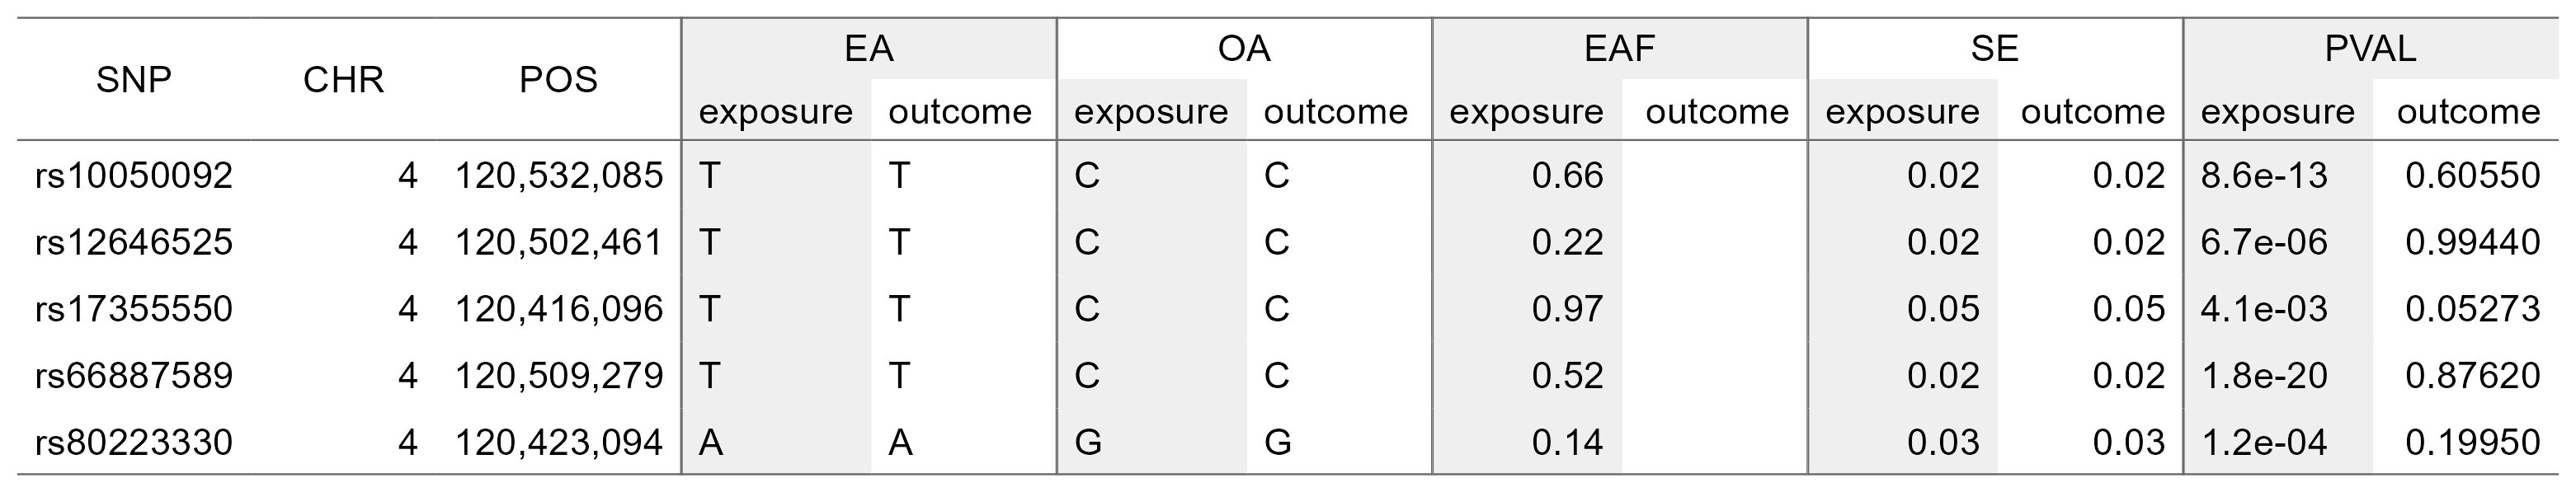 EA OA EAF SE PVAL
SNP CHR POS
exposure outcome exposure outcome exposure outcome exposure outcome exposure outcome
rs10050092 4 120,532,085 T T C C 0.66 0.02 0.02 8.6e-13 0.60550
rs12646525 4 120,502,461 T T C C 0.22 0.02 0.02 6.7e-06 0.99440
rs17355550 4 120,416,096 T T C C 0.97 0.05 0.05 4.1e-03 0.05273
rs66887589 4 120,509,279 T T C C 0.52 0.02 0.02 1.8e-20 0.87620
rs80223330 4 120,423,094 A A G G 0.14 0.03 0.03 1.2e-04 0.19950